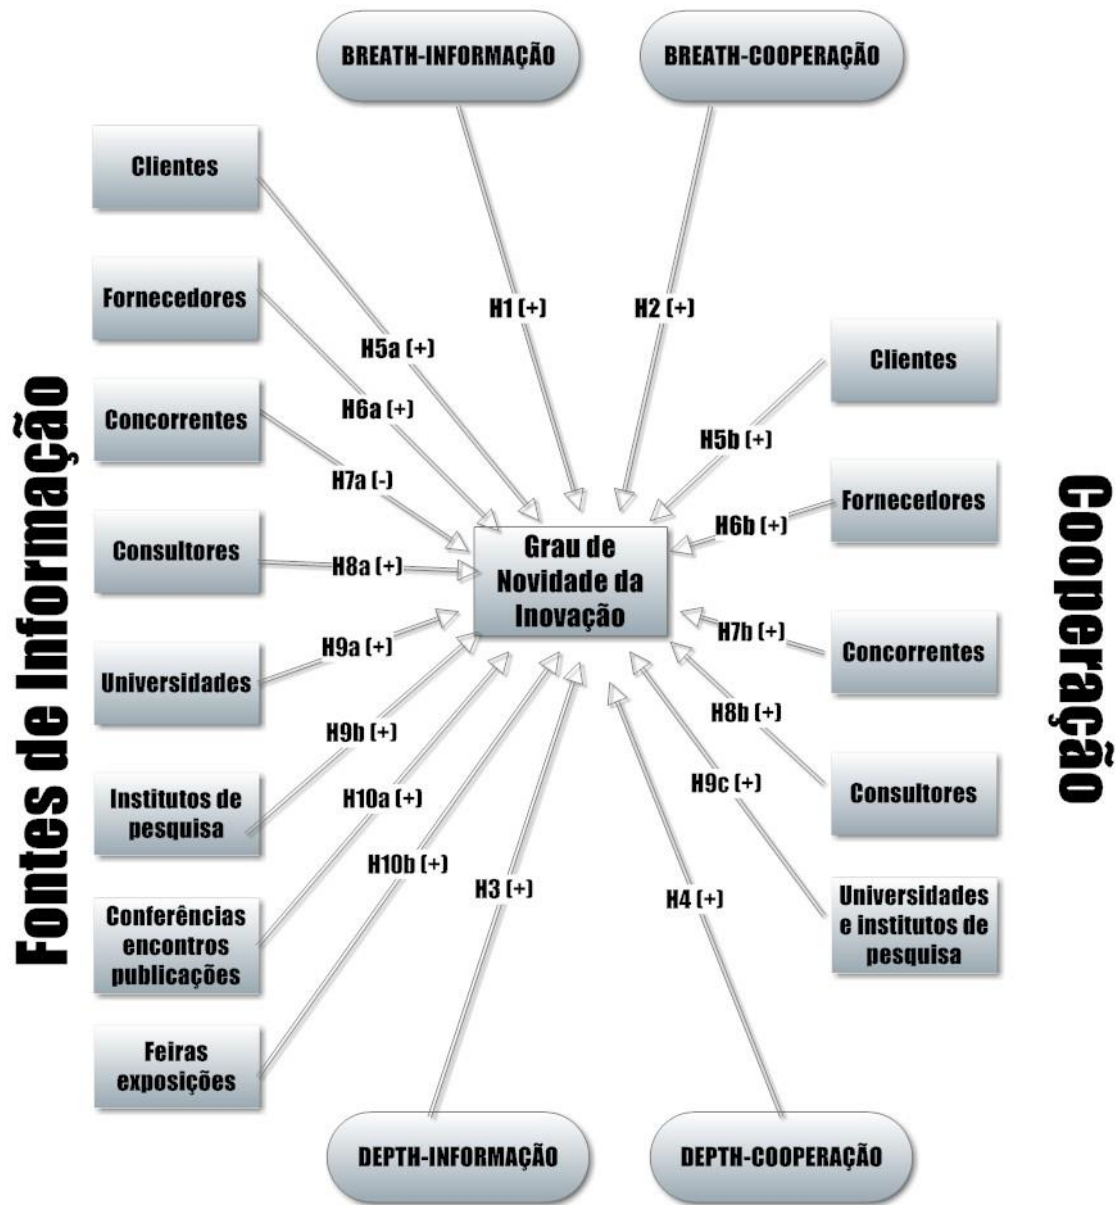 BREATH-INFORMAÇÃO
BREATH-COOPERAÇÃO
Fontes de Informação
Clientes
Fornecedores
Concorrentes
Consultores
Universidades
Institutos de
pesquisa
Conferências
encontros
publicações
Feiras
exposições
H1 (+)
H2 (+)
H5a (+)
H6a (+)
H7a (-)
H8a (+)
H9a (+)
H9b (+)
H10a (+)
H10b (+)
H3 (+)
H4 (+)
Grau de
Novidade da
Inovação
H5b (+)
H6b (+)
H7b (+)
H8b (+)
H9c (+)
Clientes
Fornecedores
Concorrentes
Consultores
Universidades
e institutos de
pesquisa
Cooperação
DEPTH-INFORMAÇÃO
DEPTH-COOPERAÇÃO